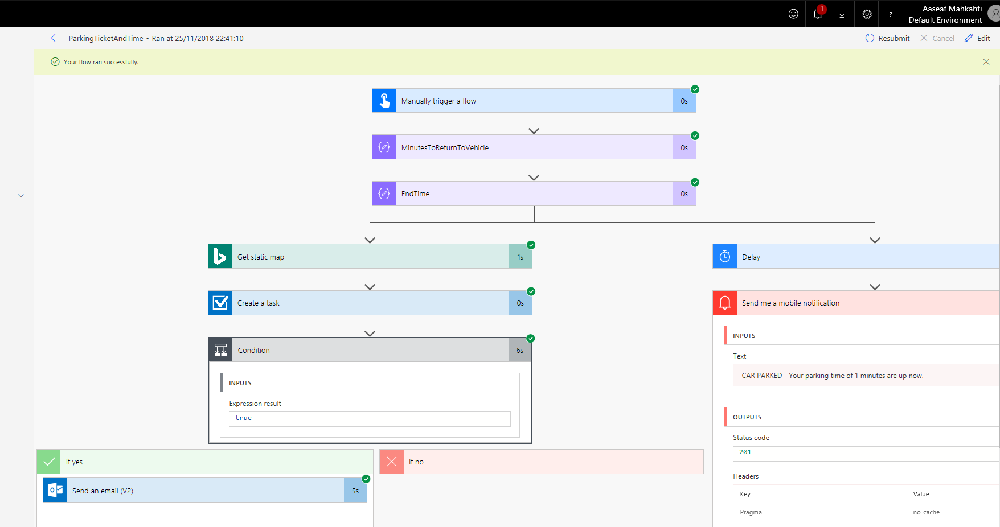 1
?
Aaseaf Mahkahti
Default Environment
ParkingTicketAndTime • Ran at 25/11/2018 22:41:10
Resubmit
Cancel
Edit
Your flow ran successfully.
Manually trigger a flow
0s
MinutesToReturnToVehicle
0s
EndTime
0s
Get static map
1s
Create a task
0s
Condition
6s
INPUTS
Expression result
true
If yes
Send an email (V2)
5s
If no
Delay
Send me a mobile notification
INPUTS
Text
CAR PARKED - Your parking time of 1 minutes are up now.
OUTPUTS
Status code
201
Headers
Key Value
Pragma no-cache